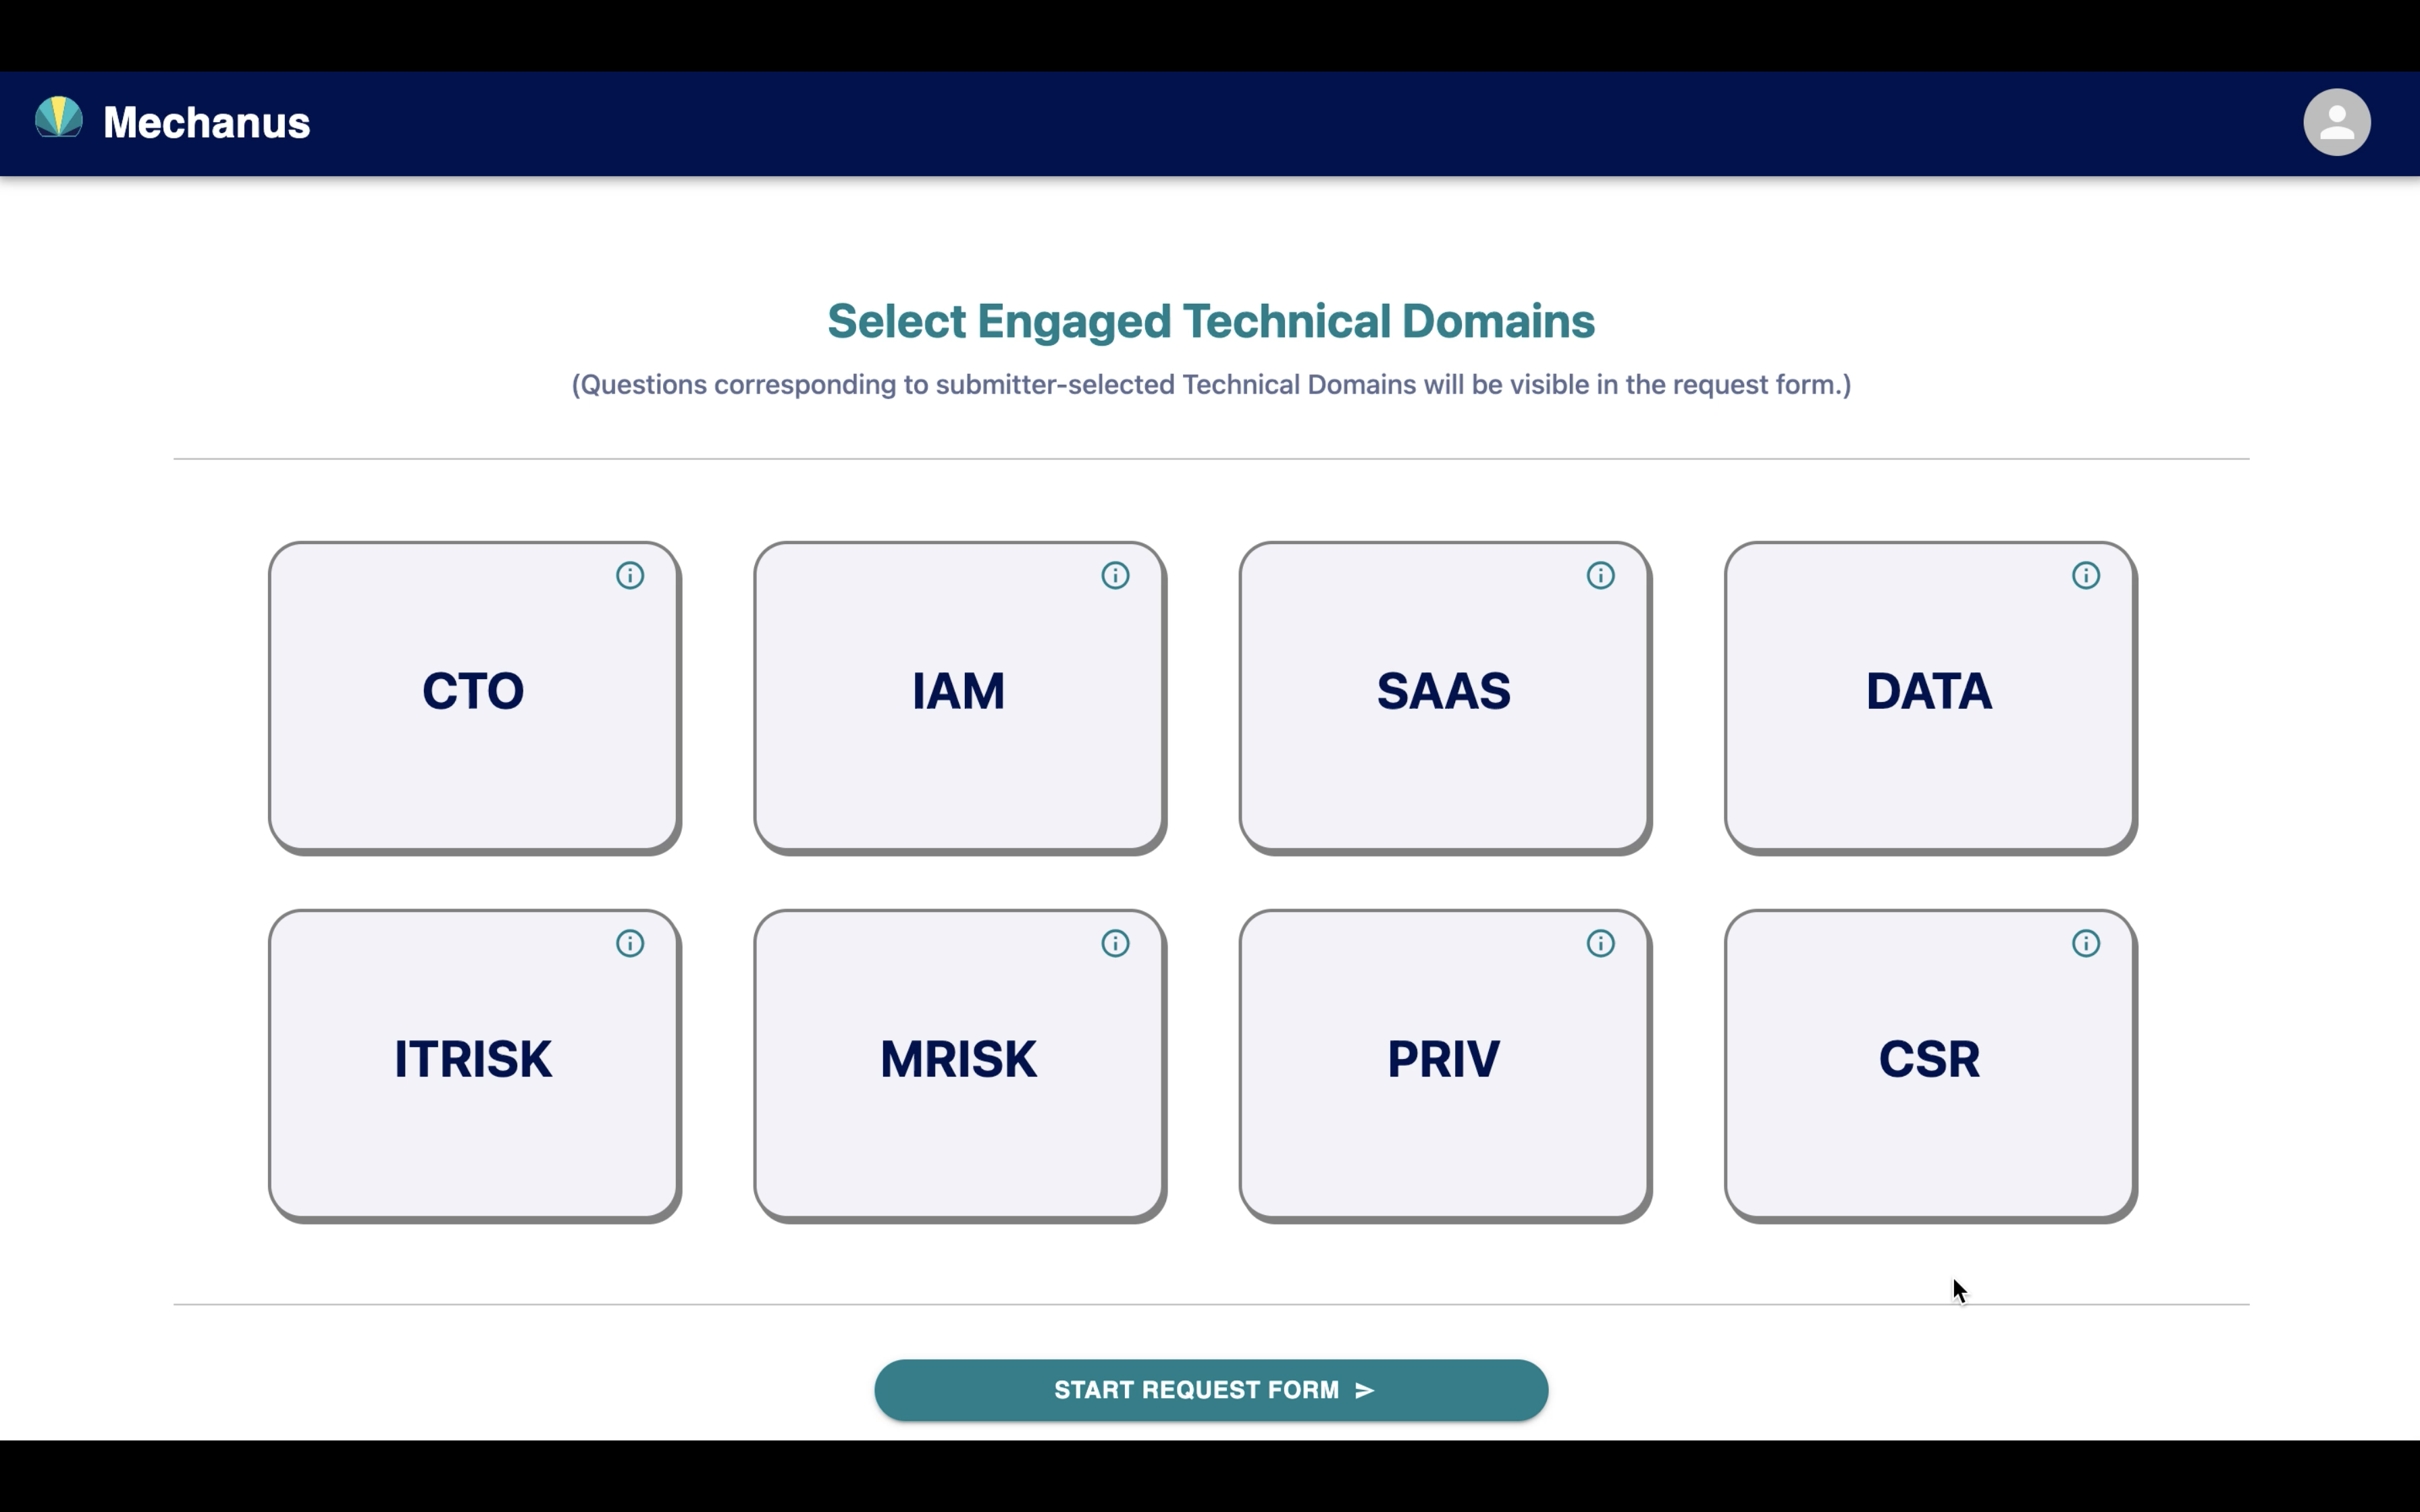 Mechanus
Select Engaged Technical Domains
(Questions corresponding to submitter-selected Technical Domains will be visible in the request form.)
CTO
IAM
SAAS
DATA
ITRISK
MRISK
PRIV
CSR
START REQUEST FORM